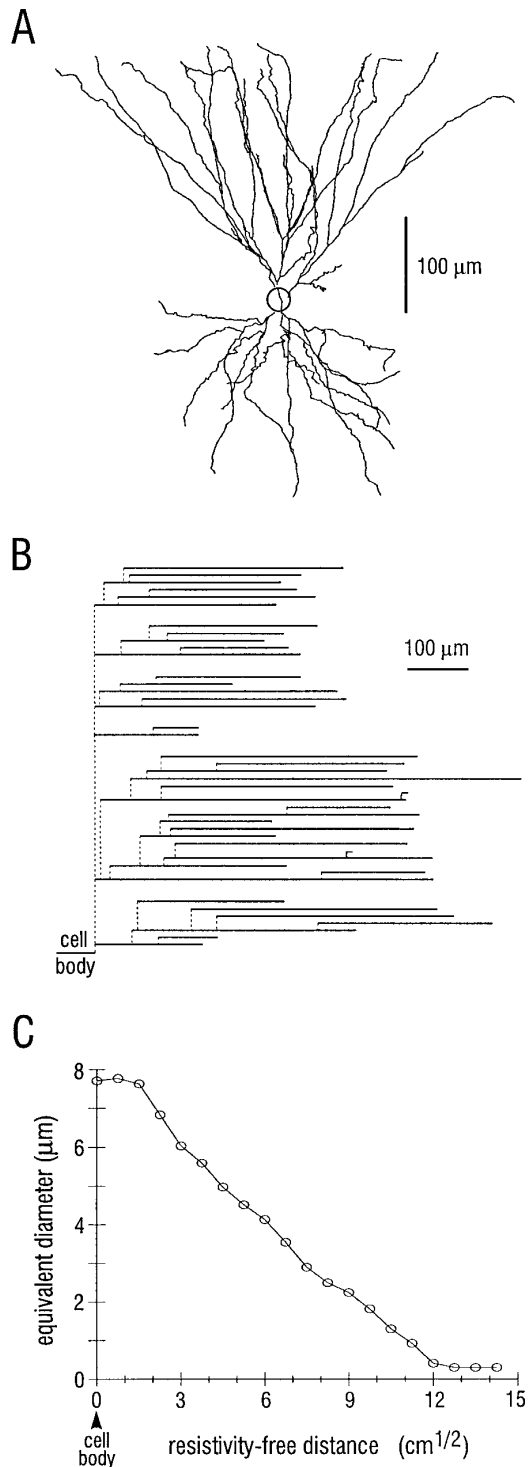 A
100 μm
B
100 μm
cell
body
C
8
6
4
2
0
equivalent diameter (μm)
0
3
6
9
12
15
cell
body
resistivity-free distance (cm1/2)